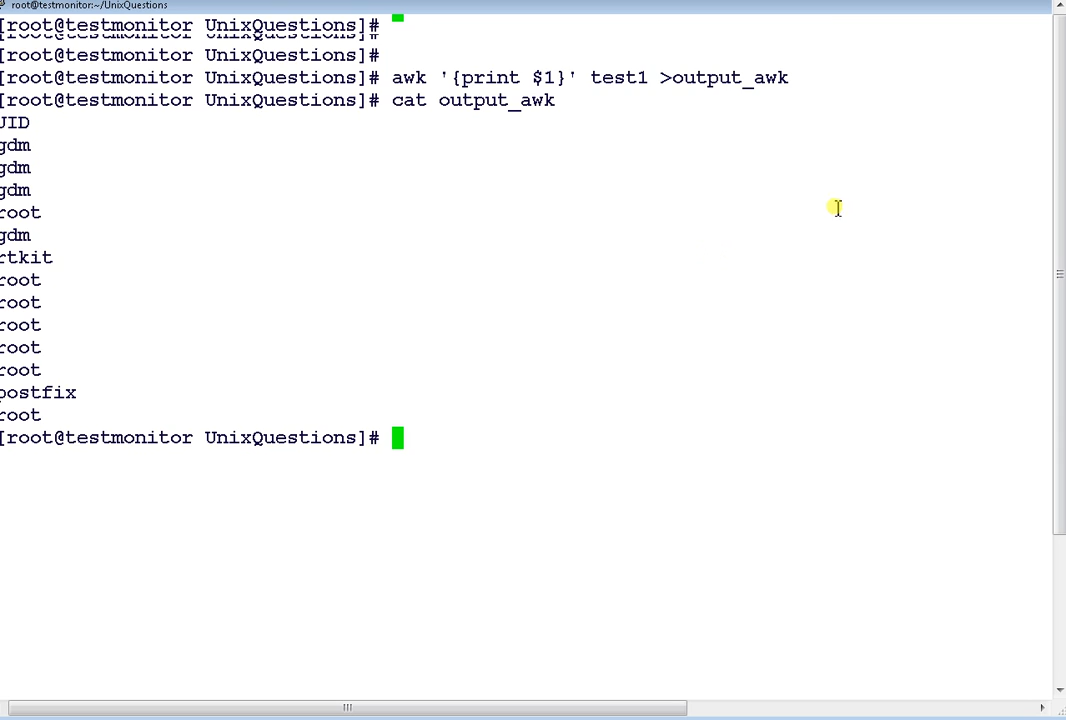 root@testmonitor:~/UnixQuestions
[root@testmonitor UnixQuestions]#
[root@testmonitor UnixQuestions]#
[root@testmonitor UnixQuestions]# awk '{print $1}' test1 >output_awk
[root@testmonitor UnixQuestions]# cat output_awk
UID
gdm
gdm
gdm
root
gdm
rtkit
root
root
root
root
root
postfix
root
[root@testmonitor UnixQuestions]#